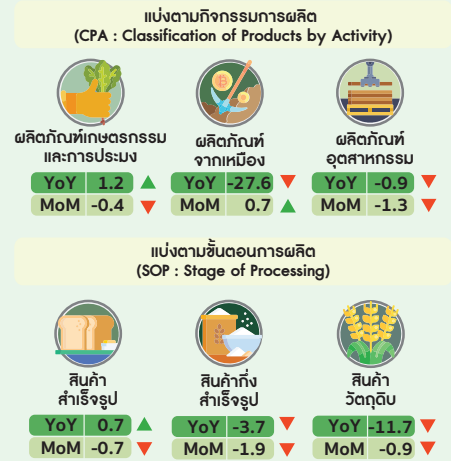 แบ่งตามกิจกรรมการผลิต
(CPA : Classification of Products by Activity)
ผลิตภัณฑ์เกษตรกรรม
และการประมง
YoY 1.2
MoM -0.4
ผลิตภัณฑ์
จากเหมือง
YoY -27.6
MoM 0.7
ผลิตภัณฑ์
อุตสาหกรรม
YoY -0.9
MoM -1.3
แบ่งตามขั้นตอนการผลิต
(SOP : Stage of Processing)
สินค้า
สำเร็จรูป
YoY 0.7
MoM -0.7
สินค้ากึ่ง
สำเร็จรูป
YoY -3.7
MoM -1.9
สินค้า
วัตถุดิบ
YoY -11.7
MoM -0.9